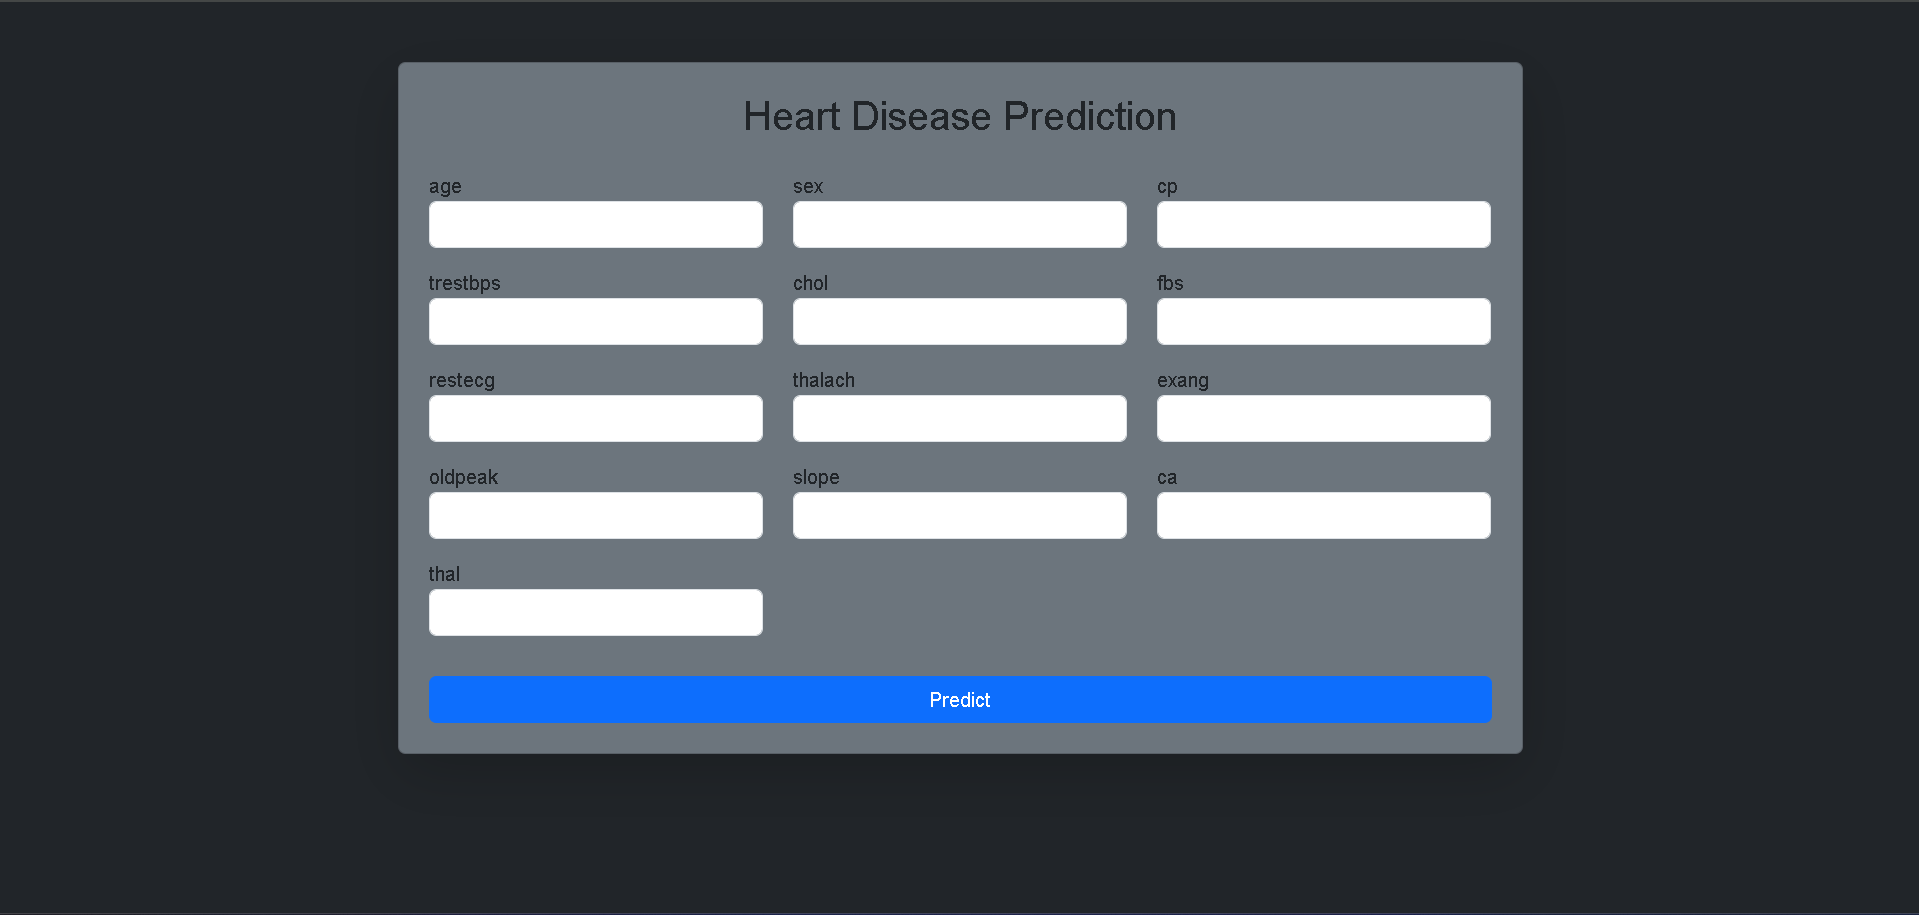 Heart Disease Prediction
age sex cp
trestbps chol fbs
restecg thalach exang
oldpeak slope ca
thal
Predict